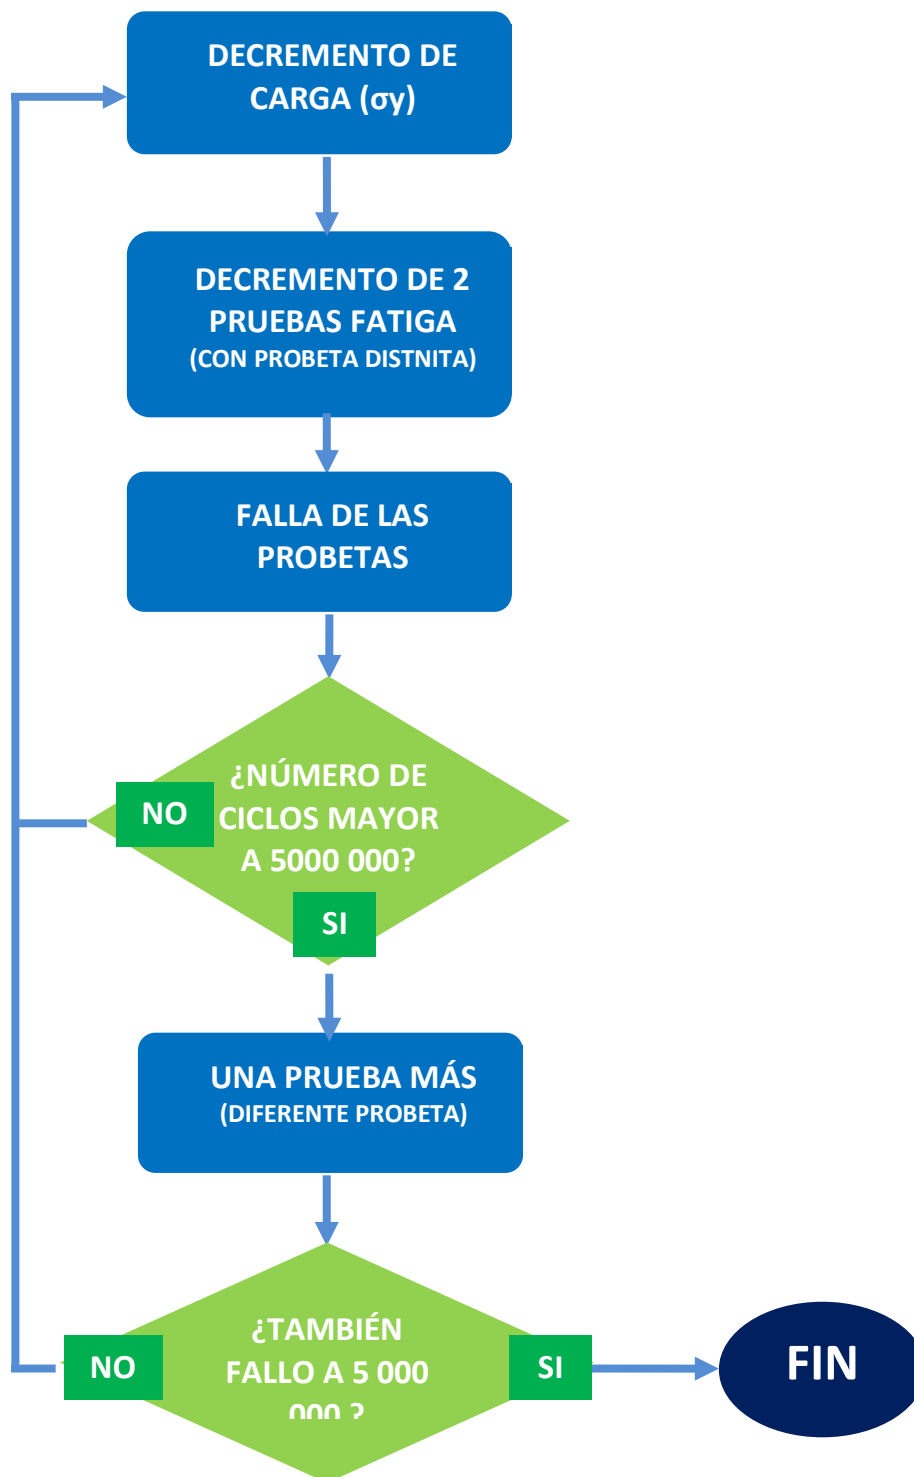 DECREMENTO DE
CARGA (σy)
DECREMENTO DE 2
PRUEBAS FATIGA
(CON PROBETA DISTNITA)
FALLA DE LAS
PROBETAS
¿NÚMERO DE
NO
CICLOS MAYOR
A 5000 000?
SI
UNA PRUEBA MÁS
(DIFERENTE PROBETA)
¿TAMBIÉN
NO
FALLO A 5 000
000 ?
SI
FIN